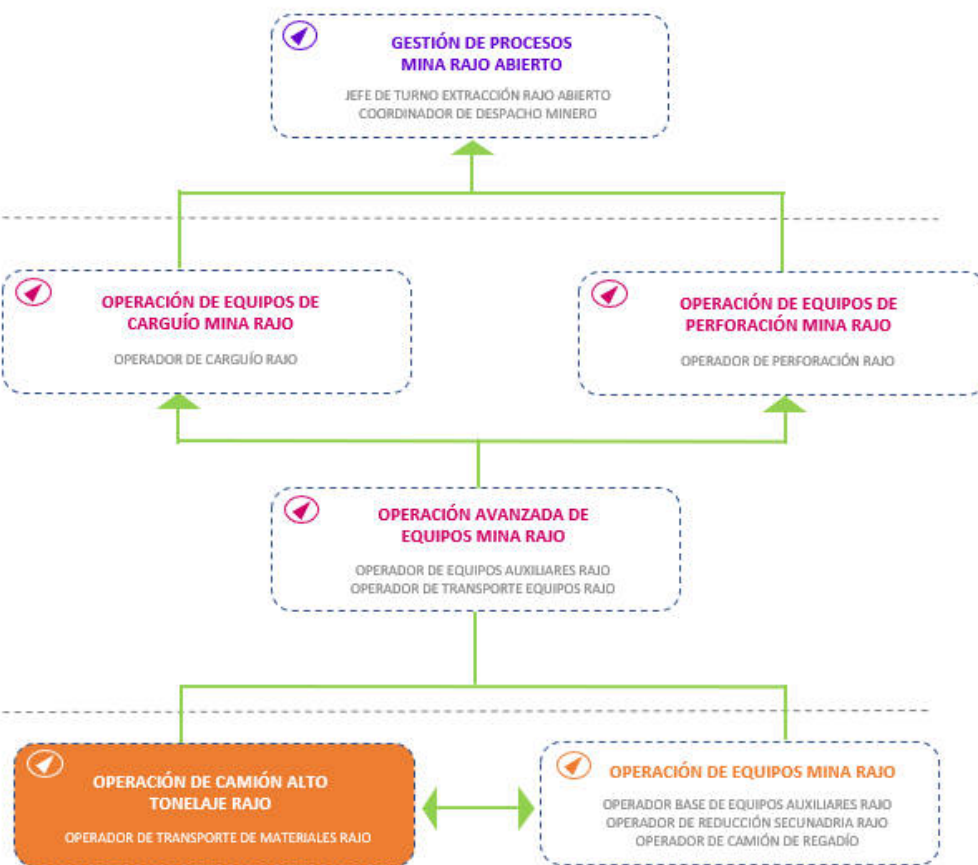 GESTIÓN DE PROCESOS
MINA RAJO ABIERTO
JEFE DE TURNO EXTRACCIÓN RAJO ABIERTO
COORDINADOR DE DESPACHO MINERO
OPERACIÓN DE EQUIPOS DE
CARGUÍO MINA RAJO
OPERADOR DE CARGUÍO RAJO
OPERACIÓN DE EQUIPOS DE
PERFORACIÓN MINA RAJO
OPERADOR DE PERFORACIÓN RAJO
OPERACIÓN AVANZADA DE
EQUIPOS MINA RAJO
OPERADOR DE EQUIPOS AUXILIARES RAJO
OPERADOR DE TRANSPORTE EQUIPOS RAJO
OPERACIÓN DE CAMIÓN ALTO
TONELAJE RAJO
OPERADOR DE TRANSPORTE DE MATERIALES RAJO
OPERACIÓN DE EQUIPOS MINA RAJO
OPERADOR BASE DE EQUIPOS AUXILIARES RAJO
OPERADOR DE REDUCCIÓN SECUNADRIA RAJO
OPERADOR DE CAMIÓN DE REGADÍO